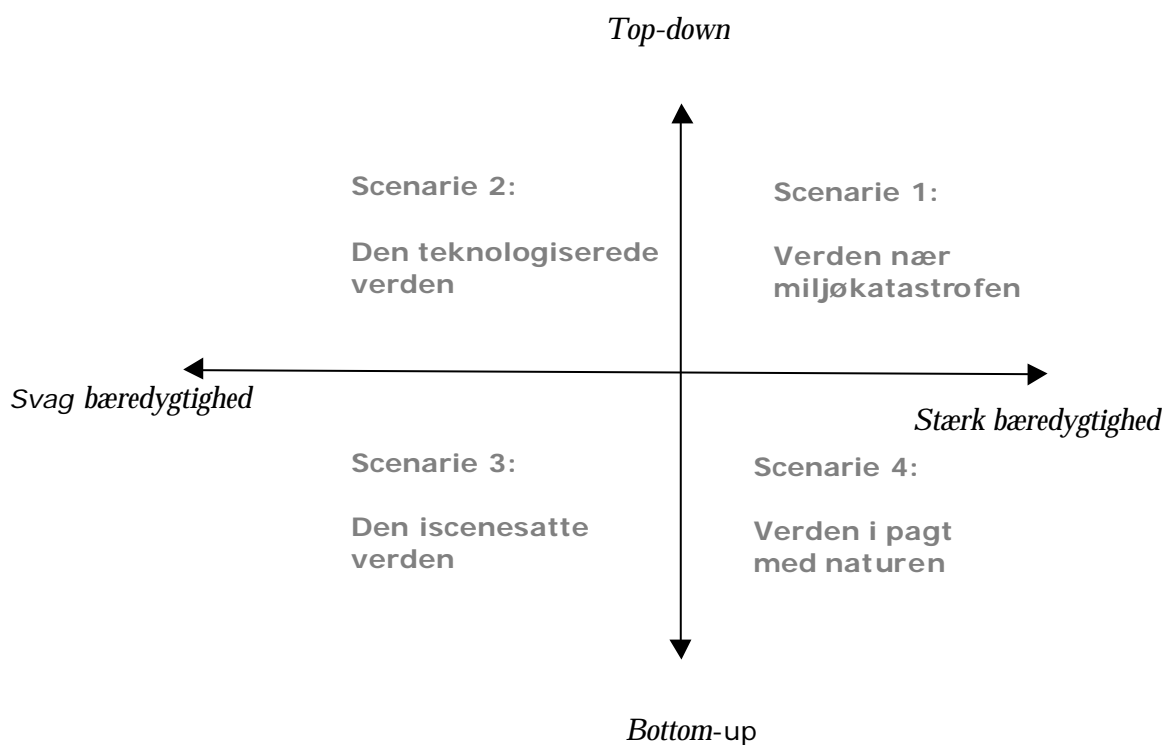 Top-down
Scenarie 2:
Den teknologiserede
verden
Scenarie 1:
Verden nær
miljøkatastrofen
Svag bæredygtighed
Stærk bæredygtighed
Scenarie 3:
Den iscenesatte
verden
Scenarie 4:
Verden i pagt
med naturen
Bottom-up